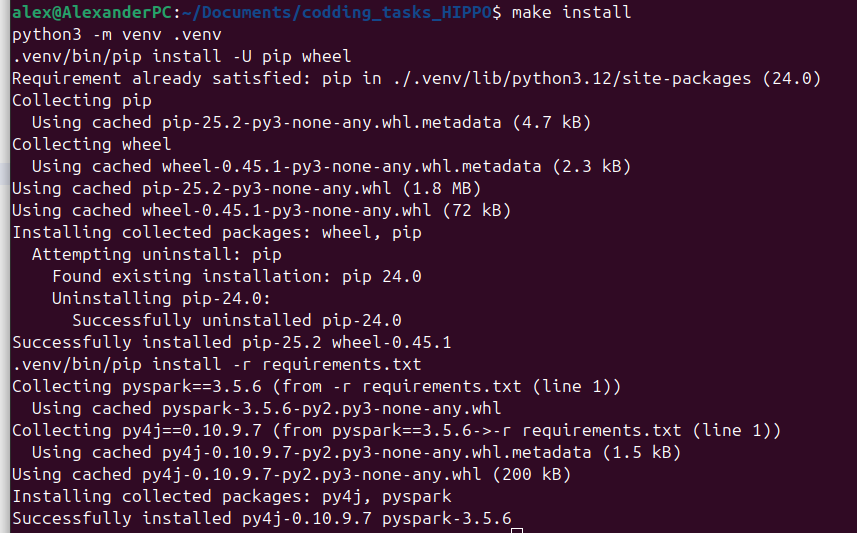 alex@AlexanderPC:~/Documents/codding_tasks_HIPPO$ make install
python3 -m venv .venv
.venv/bin/pip install -U pip wheel
Requirement already satisfied: pip in ./.venv/lib/python3.12/site-packages (24.0)
Collecting pip
  Using cached pip-25.2-py3-none-any.whl.metadata (4.7 kB)
Collecting wheel
  Using cached wheel-0.45.1-py3-none-any.whl.metadata (2.3 kB)
Using cached pip-25.2-py3-none-any.whl (1.8 MB)
Using cached wheel-0.45.1-py3-none-any.whl (72 kB)
Installing collected packages: wheel, pip
  Attempting uninstall: pip
    Found existing installation: pip 24.0
    Uninstalling pip-24.0:
      Successfully uninstalled pip-24.0
Successfully installed pip-25.2 wheel-0.45.1
.venv/bin/pip install -r requirements.txt
Collecting pyspark==3.5.6 (from -r requirements.txt (line 1))
  Using cached pyspark-3.5.6-py2.py3-none-any.whl
Collecting py4j==0.10.9.7 (from pyspark==3.5.6->-r requirements.txt (line 1))
  Using cached py4j-0.10.9.7-py2.py3-none-any.whl.metadata (1.5 kB)
Using cached py4j-0.10.9.7-py2.py3-none-any.whl (200 kB)
Installing collected packages: py4j, pyspark
Successfully installed py4j-0.10.9.7 pyspark-3.5.6